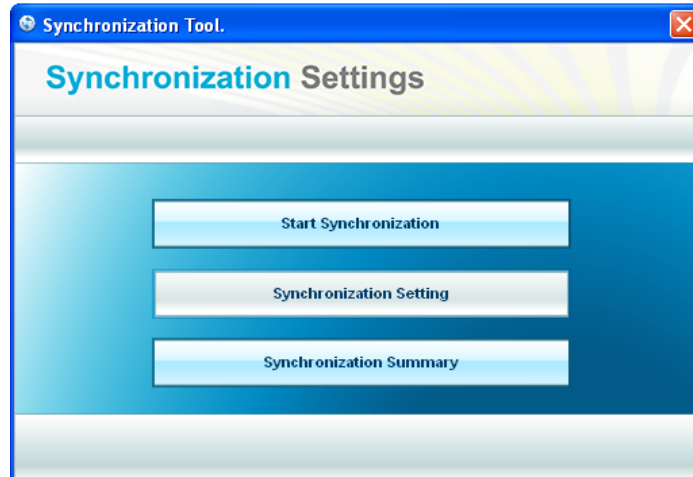 Synchronization Tool.
Synchronization Settings
Start Synchronization
Synchronization Setting
Synchronization Summary